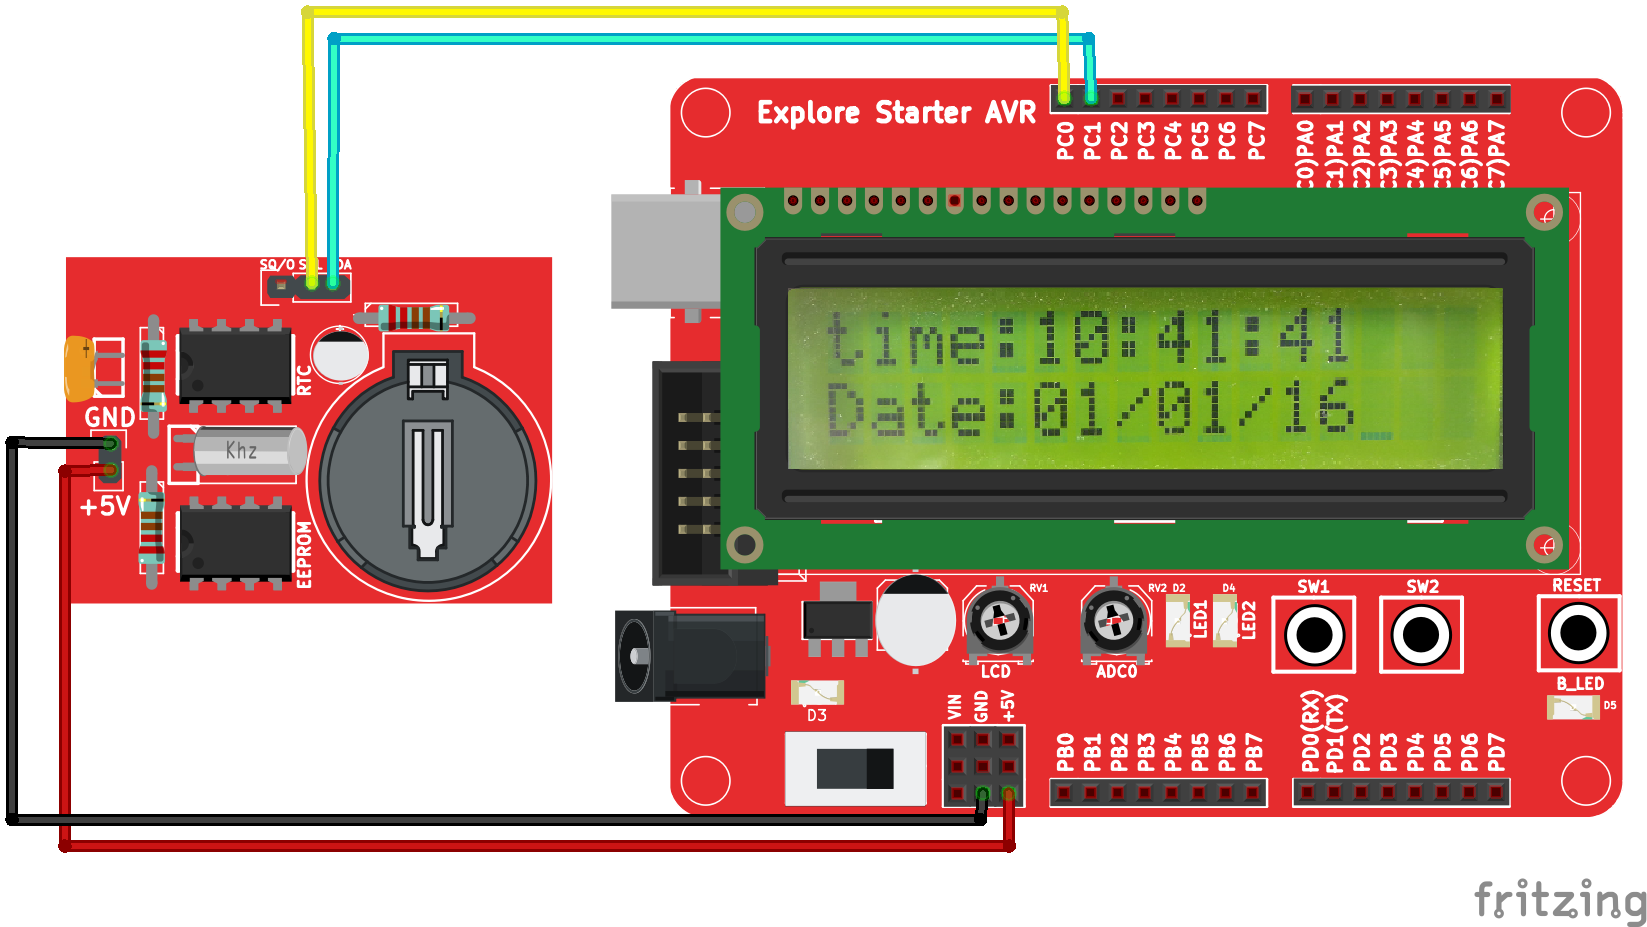 Explore Starter AVR
PC0
PC1
PC2
PC3
PC4
PC5
PC6
PC7
C0)PA0
C1)PA1
C2)PA2
C3)PA3
C4)PA4
C5)PA5
C6)PA6
C7)PA7
SQ/O
time:10:41:41
Date:01/01/16
RTC
GND
Khz
+5V
EEPROM
RV1
LCD
RV2
ADC0
D2
LED1
D4
LED2
SW1
SW2
RESET
B_LED
D5
D3
VIN
GND
+5V
PB0
PB1
PB2
PB3
PB4
PB5
PB6
PB7
PD0(RX)
PD1(TX)
PD2
PD3
PD4
PD5
PD6
PD7
fritzing